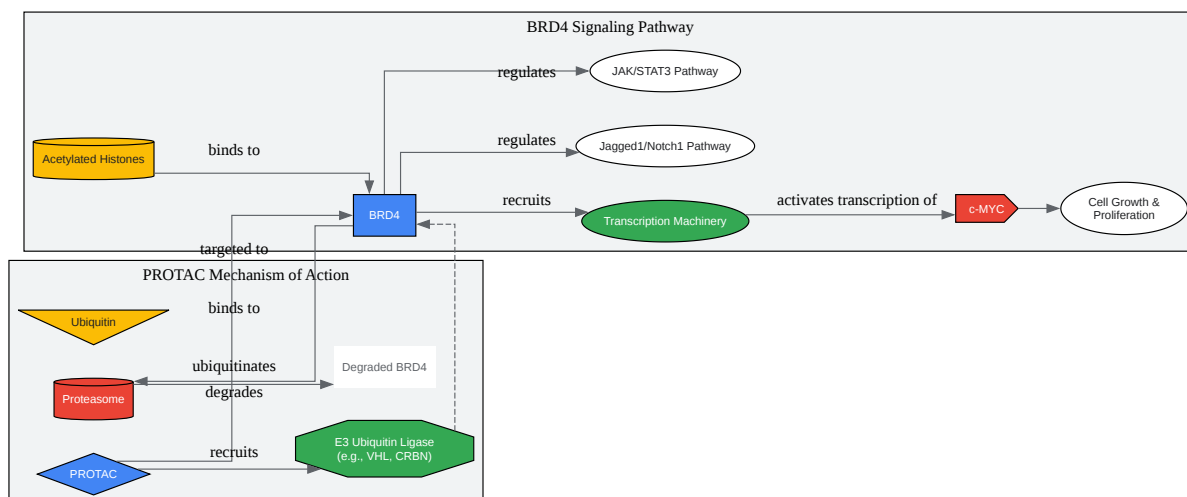 BRD4 Signaling Pathway
regulates
JAK/STAT3 Pathway
binds to
regulates
Jagged1/Notch1 Pathway
Acetylated Histones
BRD4
recruits
Transcription Machinery
activates transcription of
c-MYC
Cell Growth &
Proliferation
targeted to
PROTAC Mechanism of Action
binds to
Ubiquitin
ubiquitinates
Degraded BRD4
degrades
Proteasome
recruits
E3 Ubiquitin Ligase
(e.g., VHL, CRBN)
PROTAC